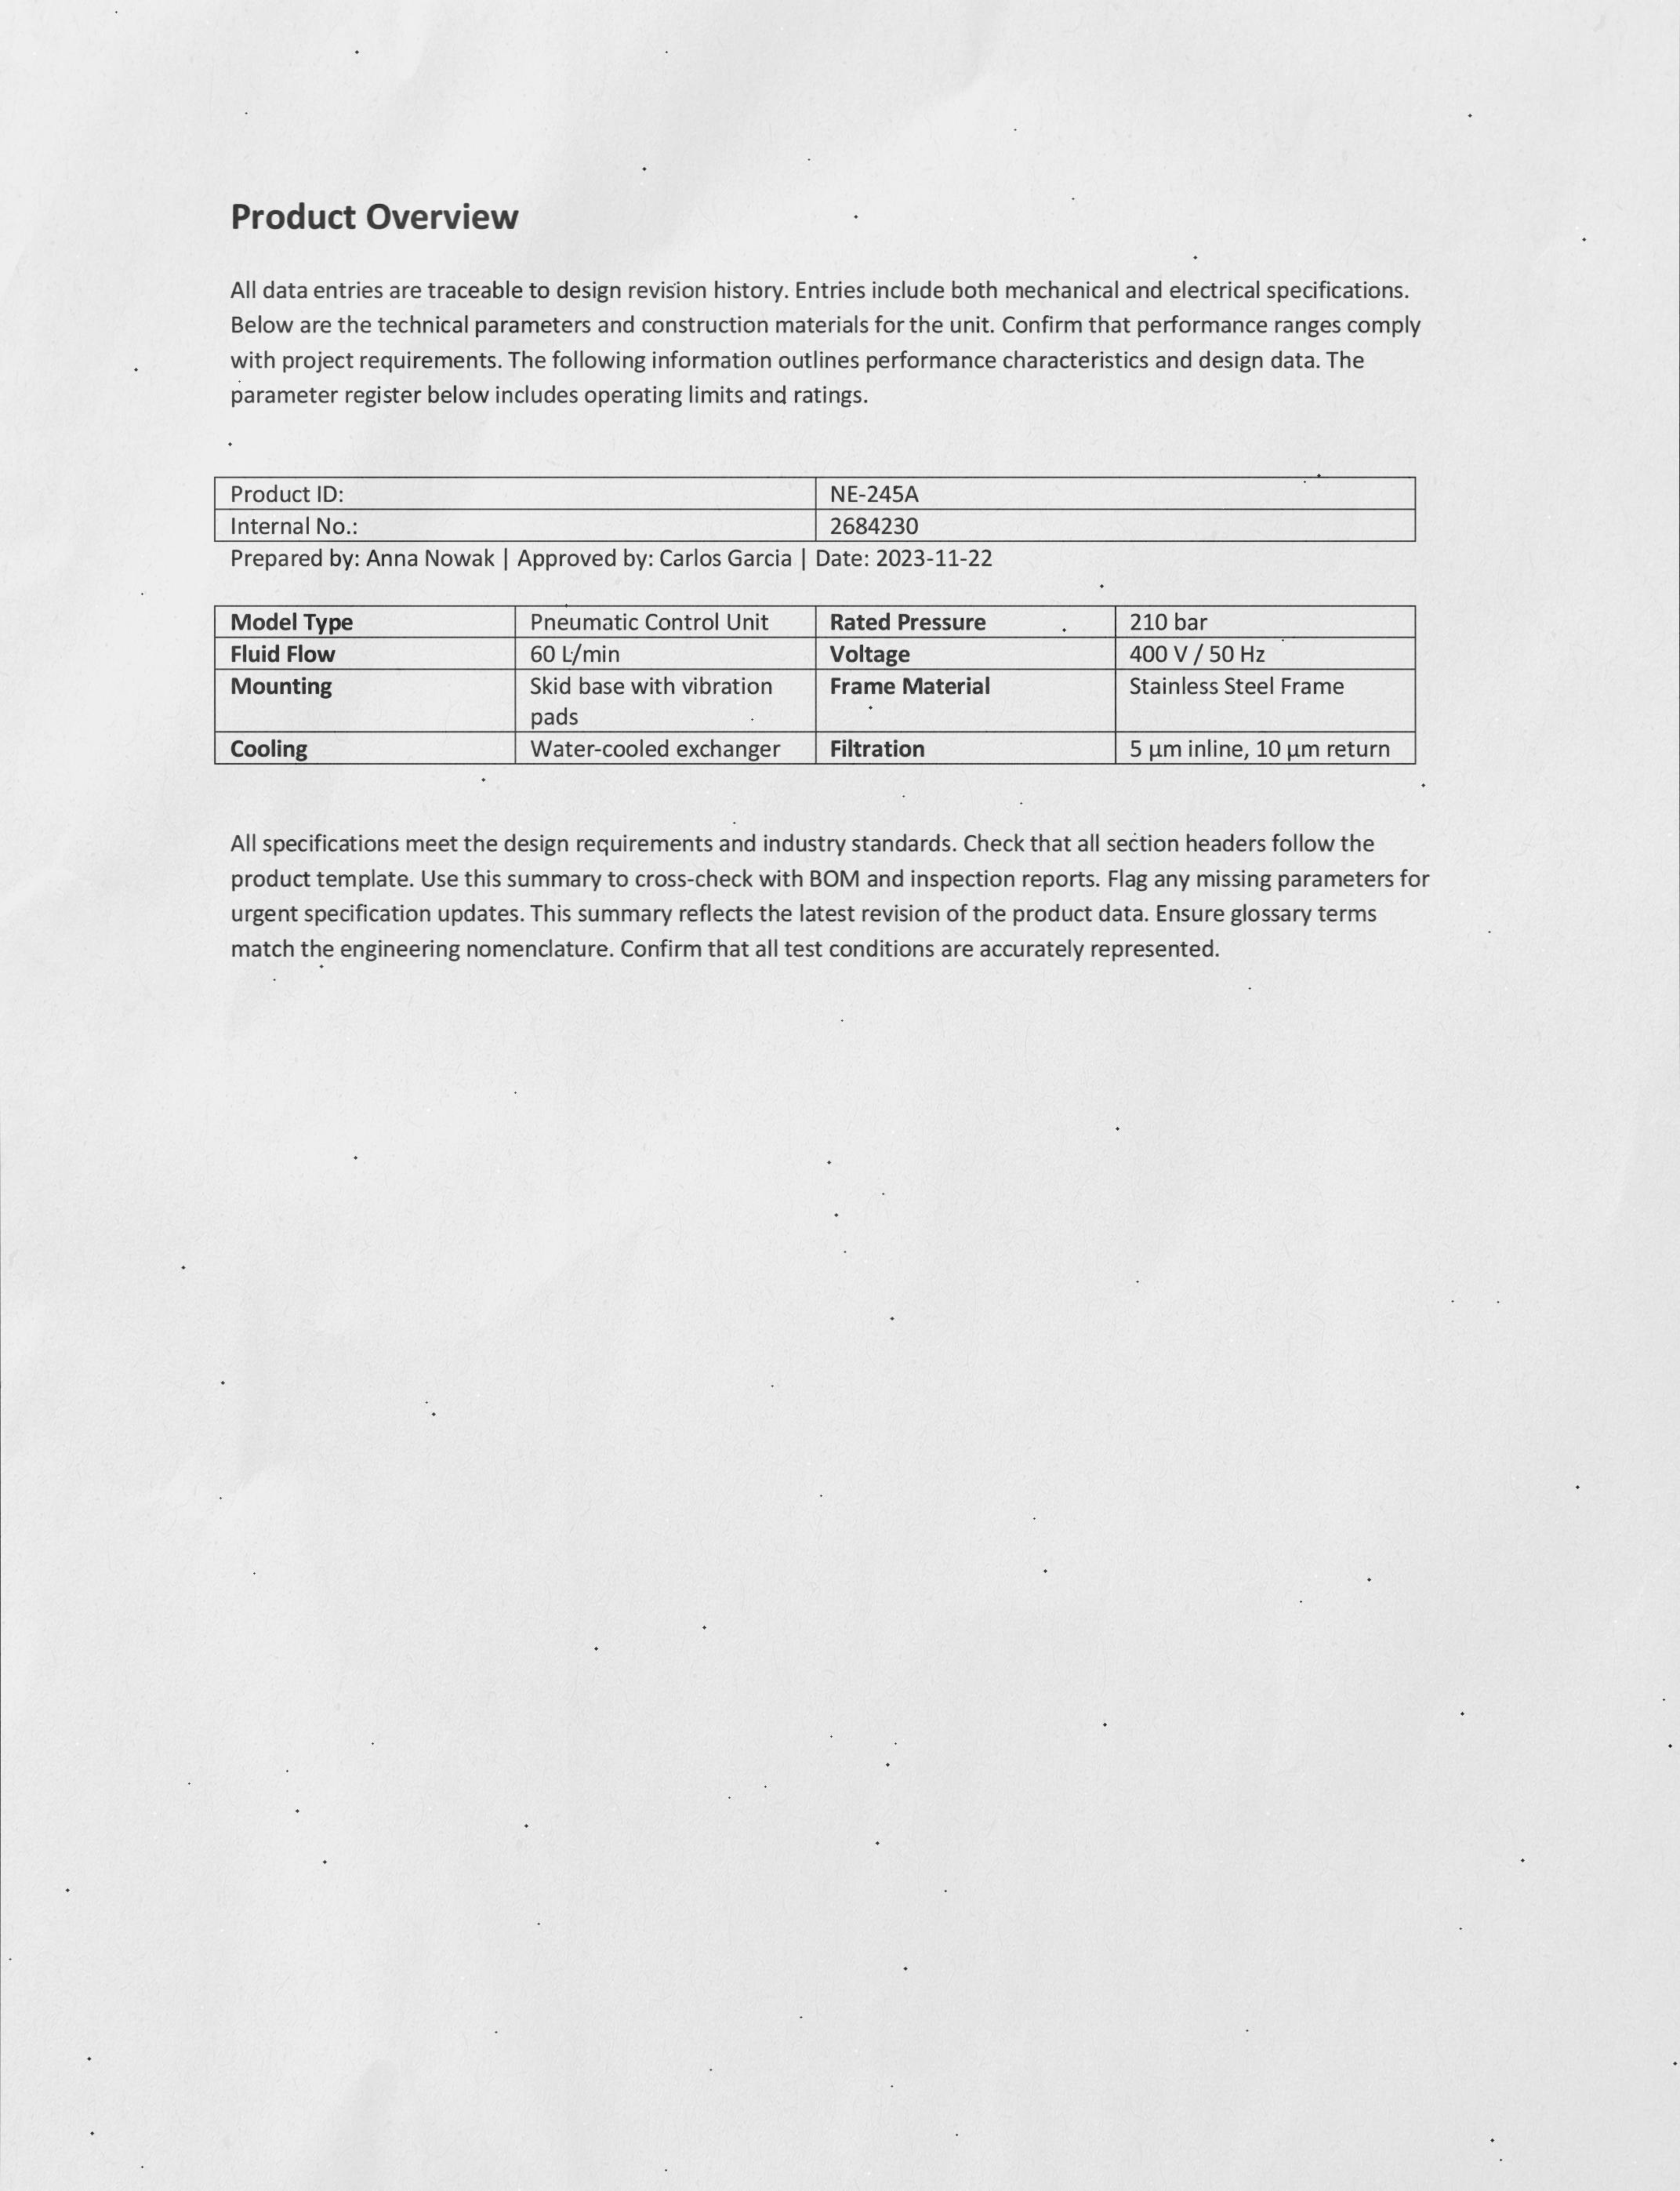 Product Overview
All data entries are traceable to design revision history. Entries include both mechanical and electrical specifications.
Below are the technical parameters and construction materials for the unit. Confirm that performance ranges comply
with project requirements. The following information outlines performance characteristics and design data. The
parameter register below includes operating limits and ratings.
Product ID: NE-245A
Internal No.: 2684230
Prepared by: Anna Nowak | Approved by: Carlos Garcia | Date: 2023-11-22
Model Type Pneumatic Control Unit Rated Pressure 210 bar
Fluid Flow 60 L/min Voltage 400 V / 50 Hz
Mounting Skid base with vibration Frame Material Stainless Steel Frame
pads
Cooling Water-cooled exchanger Filtration 5 µm inline, 10 µm return
All specifications meet the design requirements and industry standards. Check that all section headers follow the
product template. Use this summary to cross-check with BOM and inspection reports. Flag any missing parameters for
urgent specification updates. This summary reflects the latest revision of the product data. Ensure glossary terms
match the engineering nomenclature. Confirm that all test conditions are accurately represented.